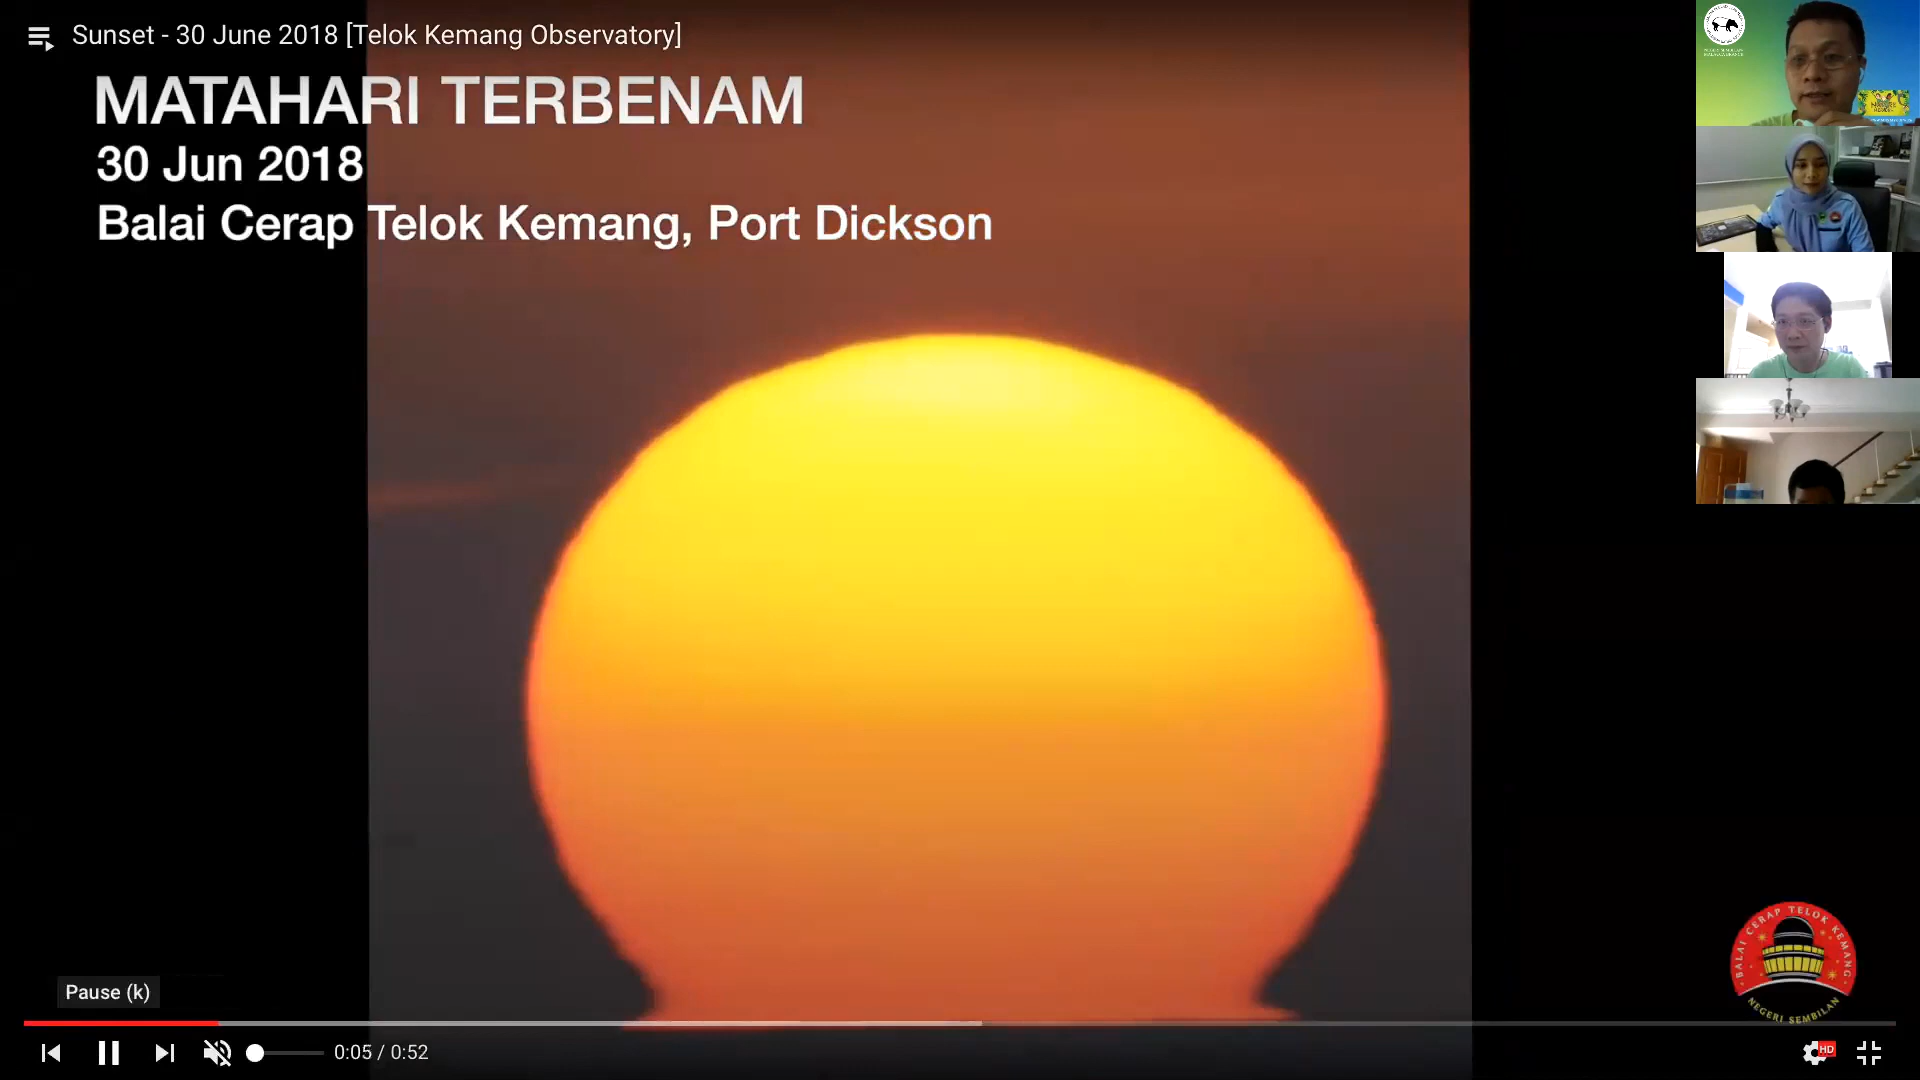 Sunset - 30 June 2018 [Telok Kemang Observatory]
MATAHARI TERBENAM
30 Jun 2018
Balai Cerap Telok Kemang, Port Dickson
BALAI CERAP TELOK KEMANG
NEGERI SEMBILAN
Pause (k)
0:05 / 0:52
HD